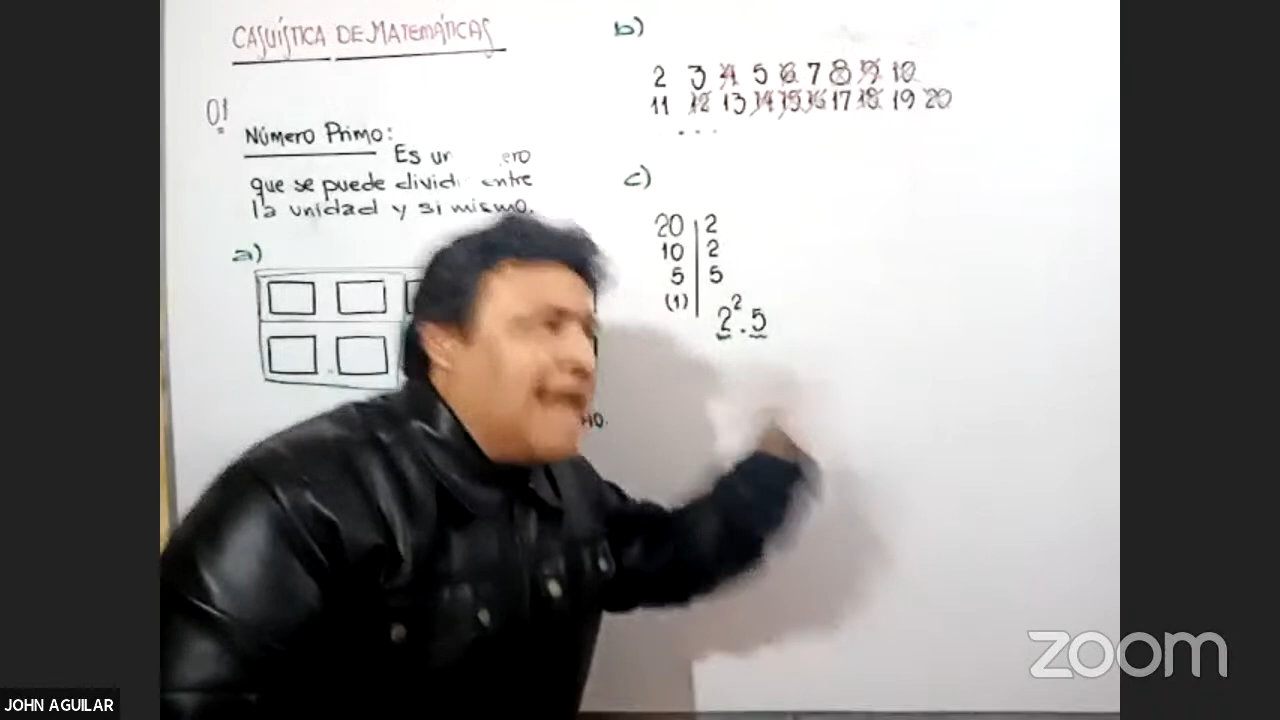 CASUÍSTICA DE MATEMÁTICAS
01
NÚMERO PRIMO:
Es un
que se puede entre
la unidad y si mismo.
a)
b)
2 3 4 5 6 7 8 9 10
11 12 13 14 15 16 17 18 19 20
...
c)
20 | 2
10 | 2
5 | 5
(1)
2².5
zoom
JOHN AGUILAR